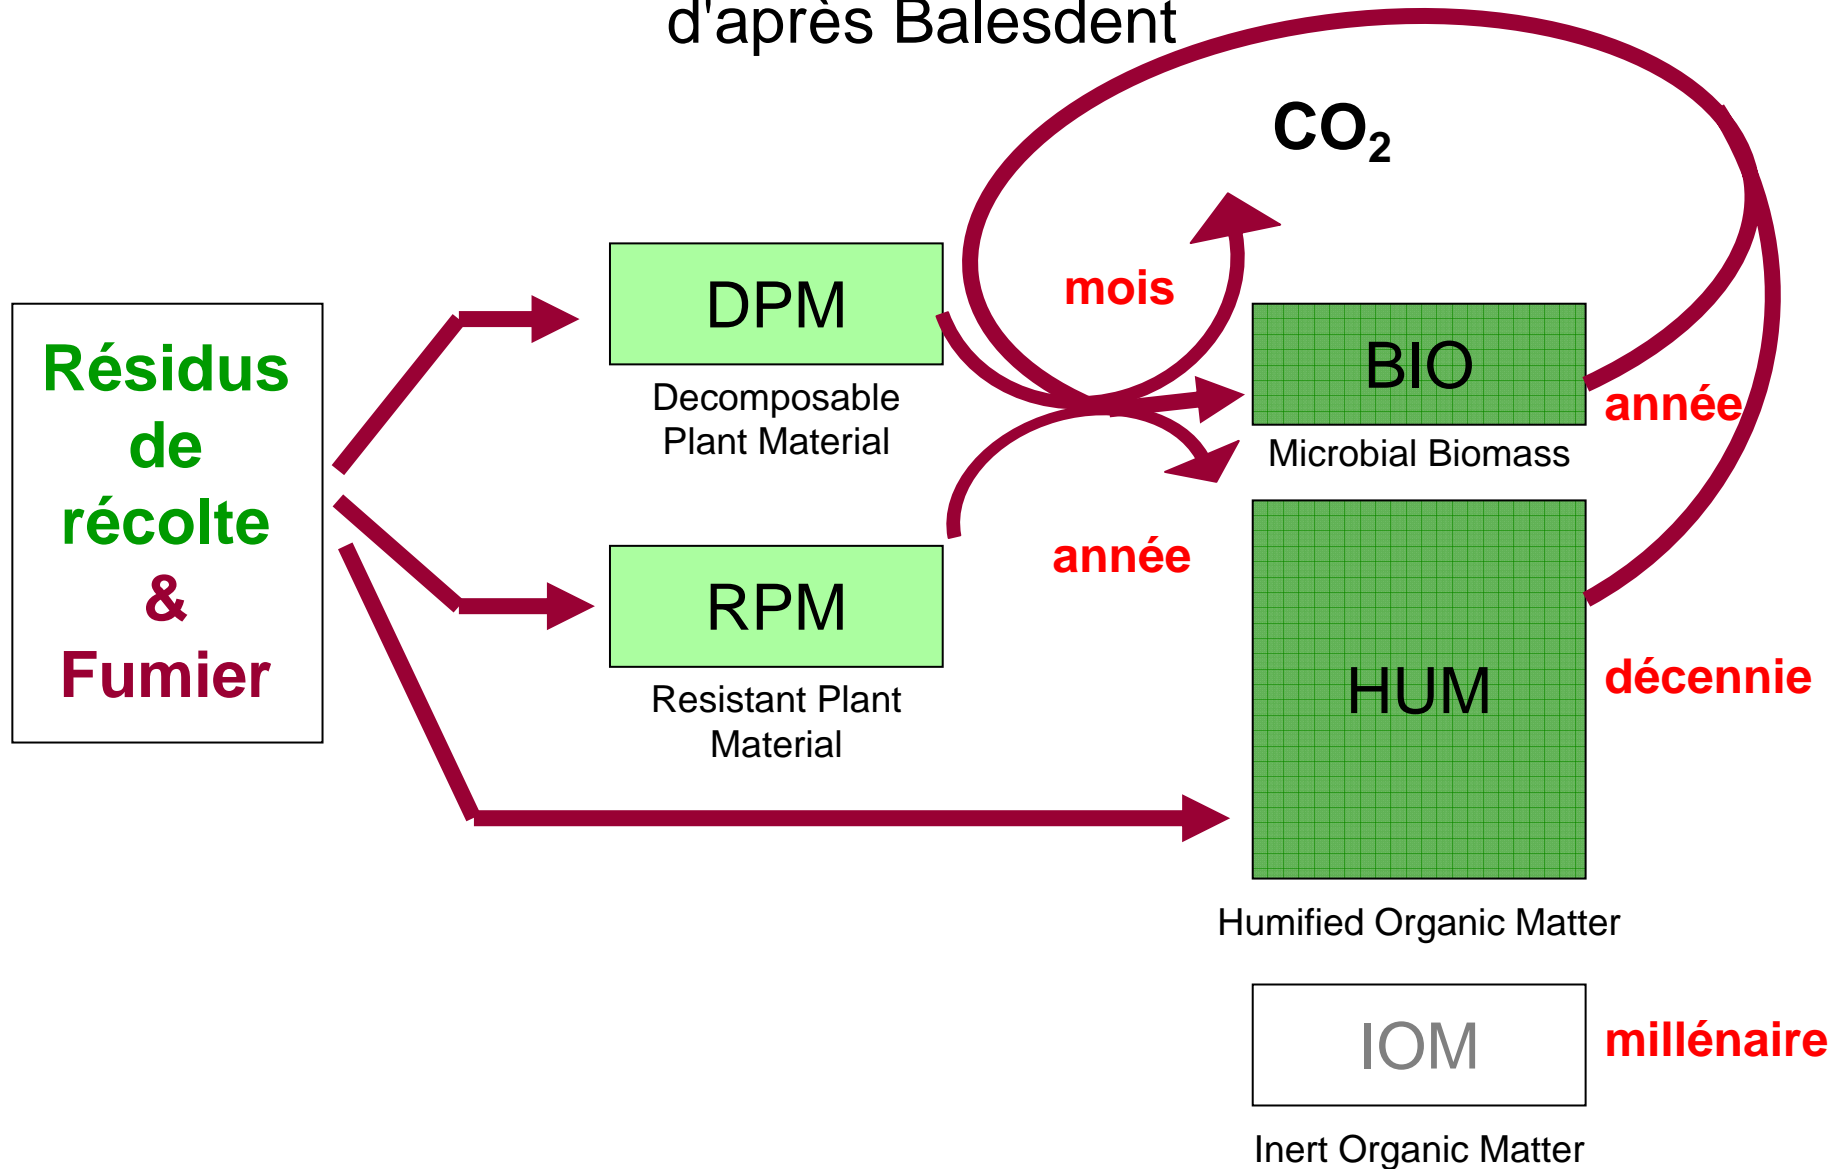 d'après Balesdent
CO₂
Résidus
de
récolte
&
Fumier
DPM
Decomposable
Plant Material
mois
BIO
Microbial Biomass
année
année
RPM
Resistant Plant
Material
HUM
décennie
Humified Organic Matter
IOM
millénaire
Inert Organic Matter